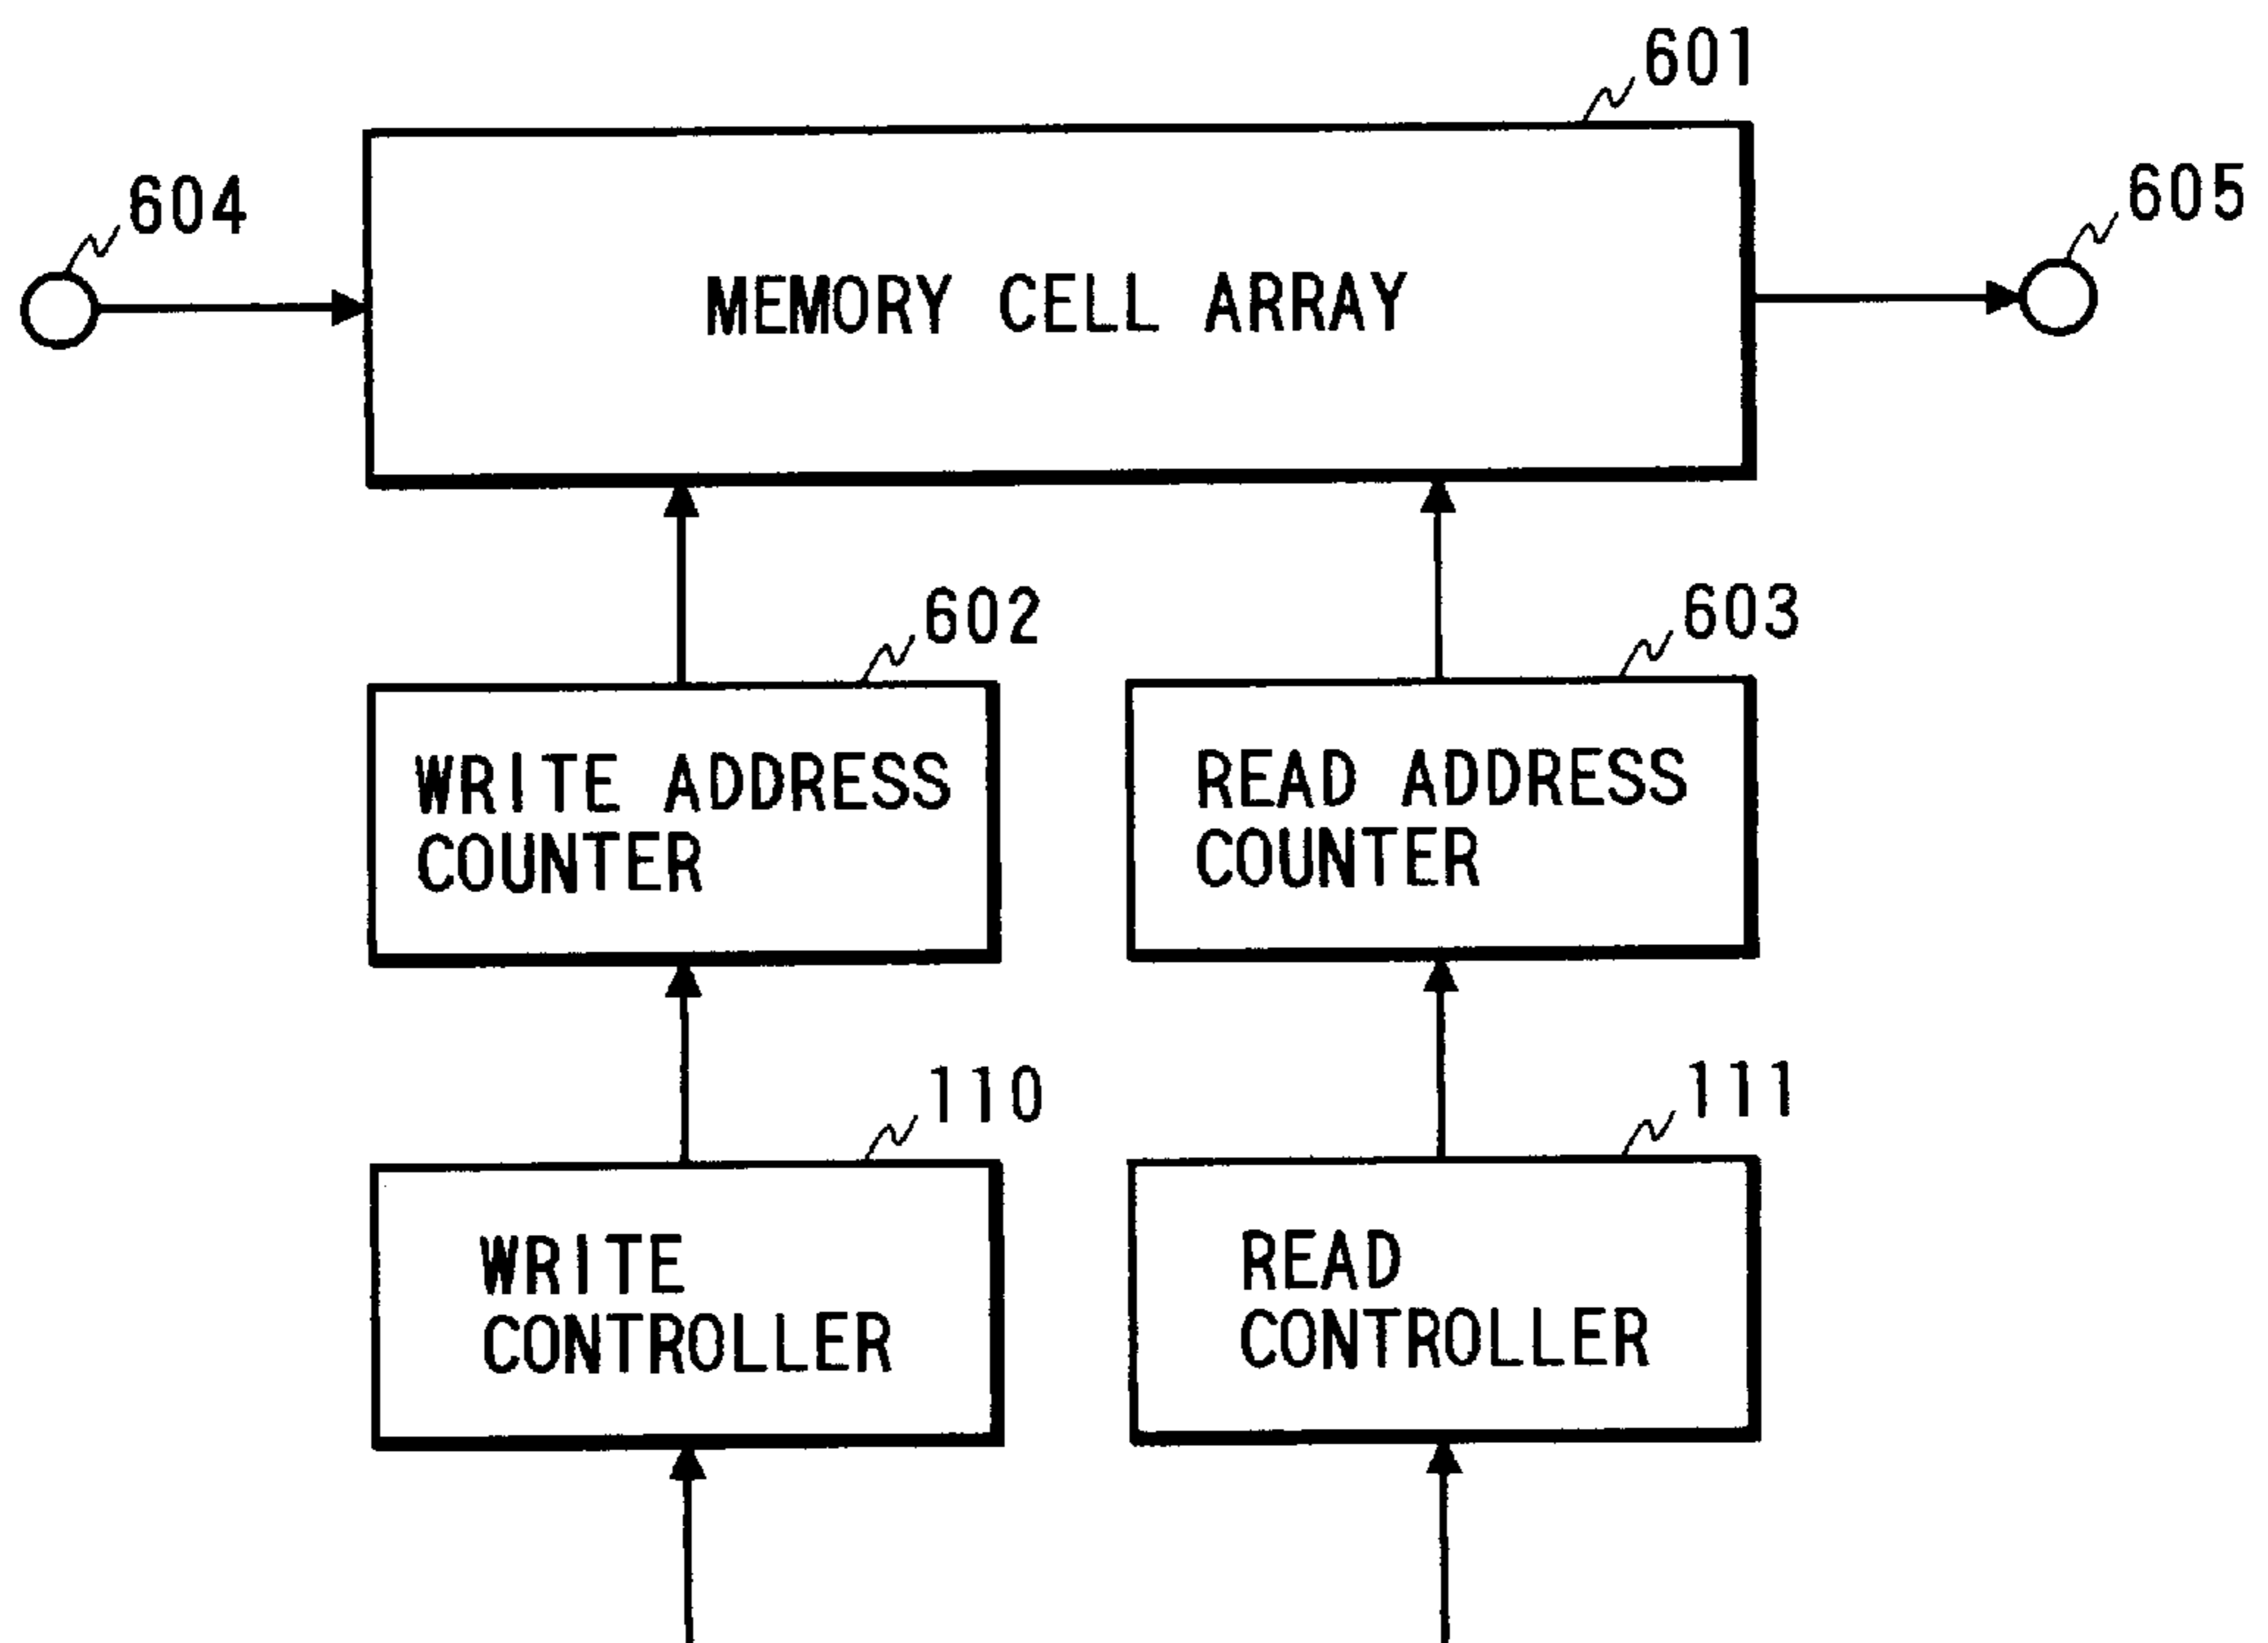 601
604
605
MEMORY CELL ARRAY
602
603
WRITE ADDRESS
COUNTER
READ ADDRESS
COUNTER
110
111
WRITE
CONTROLLER
READ
CONTROLLER